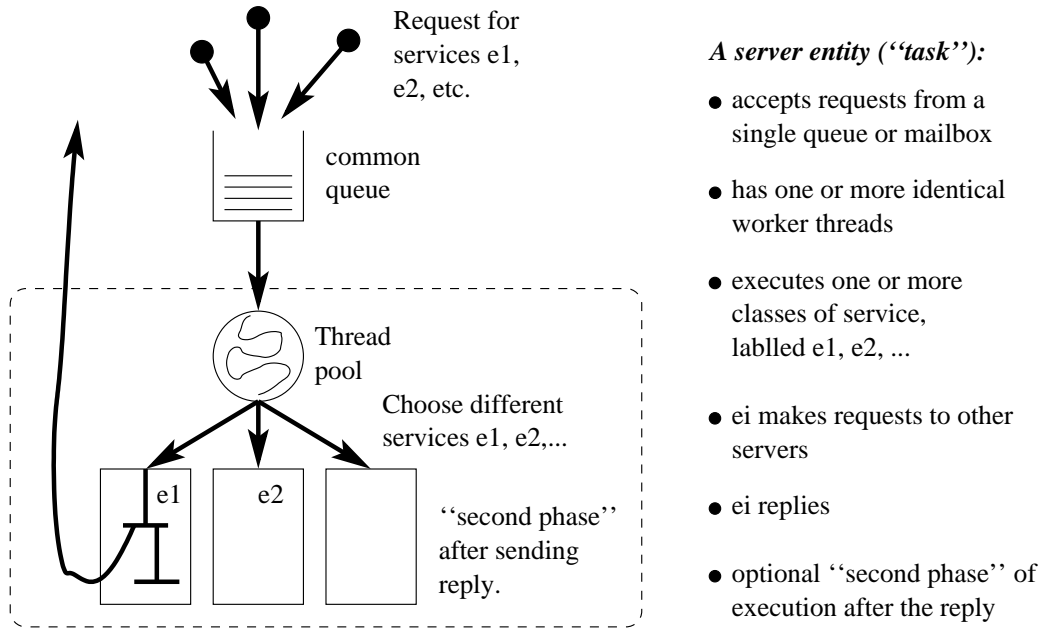 Request for
services e1,
e2, etc.
common
queue
Thread
pool
Choose different
services e1, e2,...
e1
e2
‘‘second phase’’
after sending
reply.
A server entity (‘‘task’’):
● accepts requests from a
single queue or mailbox
● has one or more identical
worker threads
● executes one or more
classes of service,
lablled e1, e2, ...
● ei makes requests to other
servers
● ei replies
● optional ‘‘second phase’’ of
execution after the reply